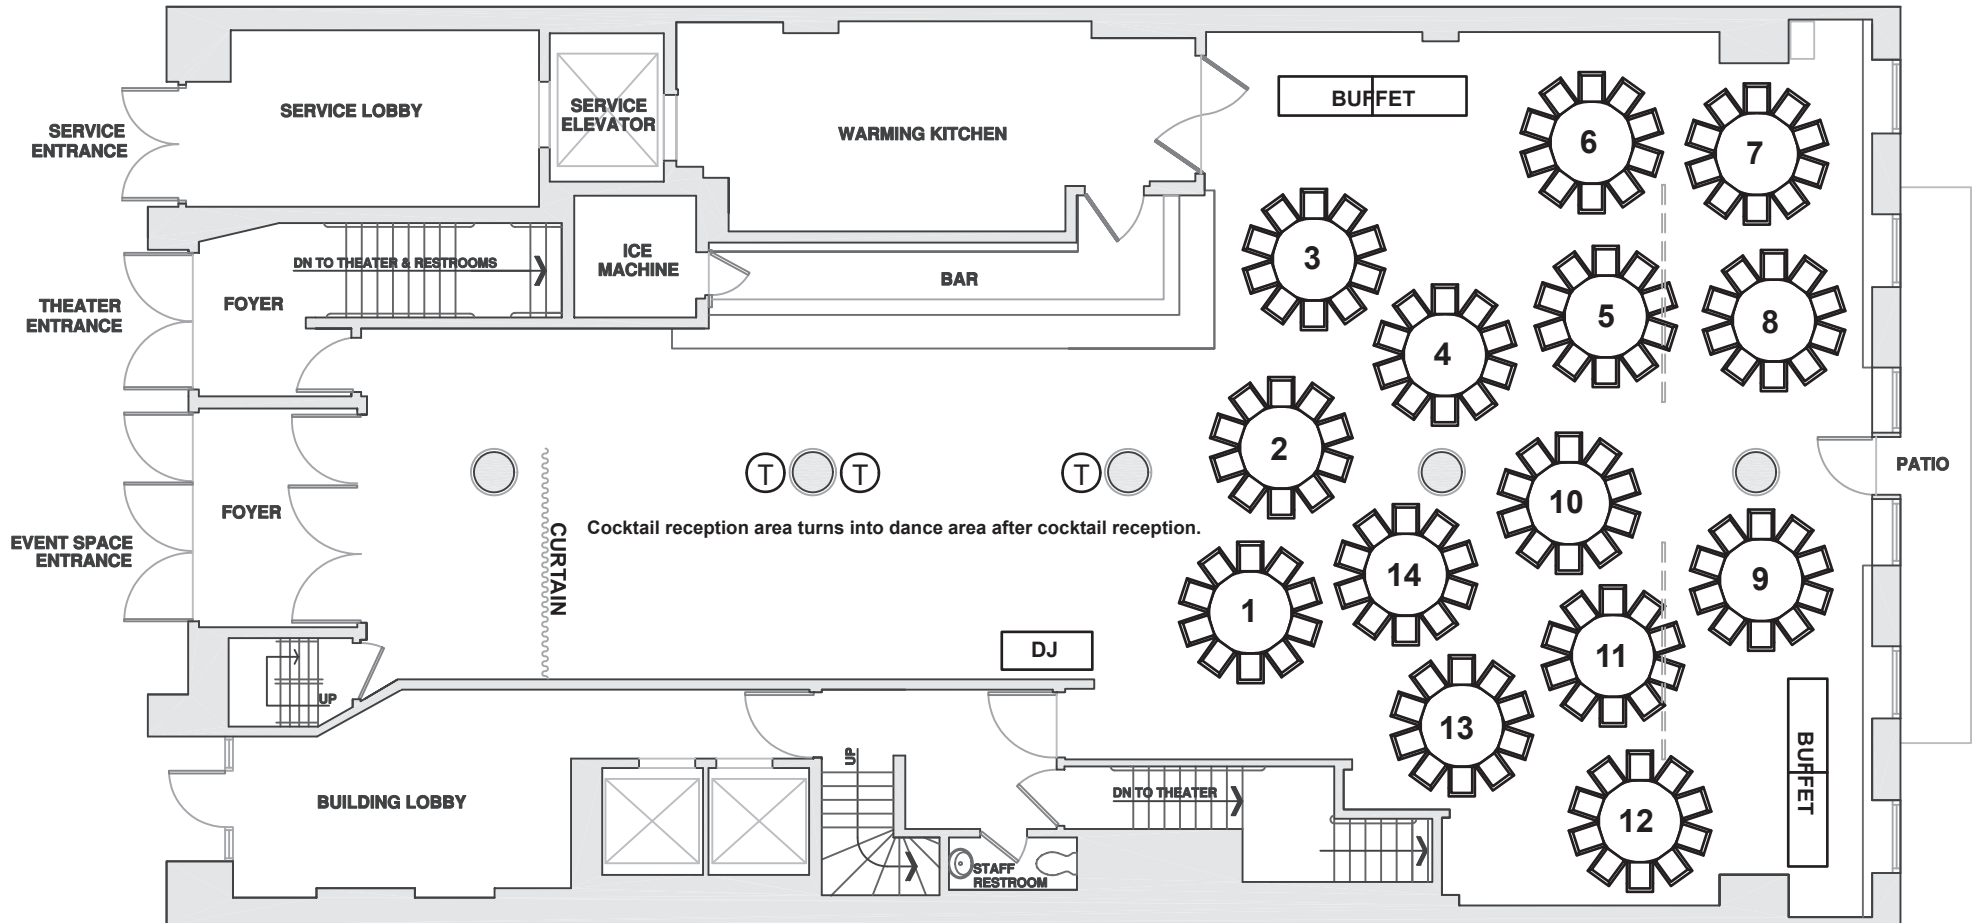 SERVICE LOBBY
SERVICE
ELEVATOR
WARMING KITCHEN
BUFFET
SERVICE
ENTRANCE
6
7
DN TO THEATER & RESTROOMS
ICE
MACHINE
BAR
3
THEATER
ENTRANCE
FOYER
5
8
4
2
T
T
T
10
PATIO
FOYER
EVENT SPACE
ENTRANCE
CURTAIN
Cocktail reception area turns into dance area after cocktail reception.
14
9
1
DJ
11
UP
13
BUFFET
UP
BUILDING LOBBY
DN TO THEATER
12
STAFF
RESTROOM